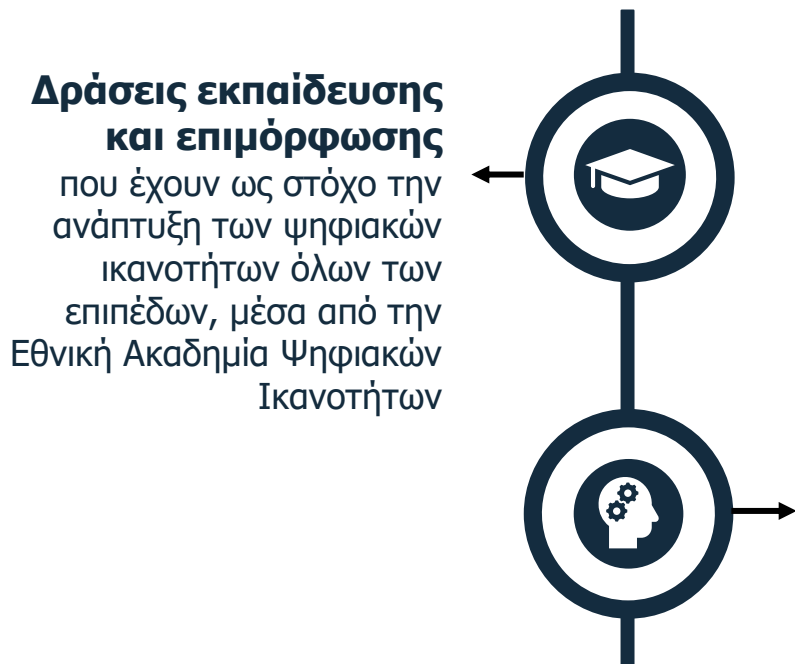 Δράσεις εκπαίδευσης
και επιμόρφωσης
που έχουν ως στόχο την
ανάπτυξη των ψηφιακών
ικανοτήτων όλων των
επιπέδων, μέσα από την
Εθνική Ακαδημία Ψηφιακών
Ικανοτήτων